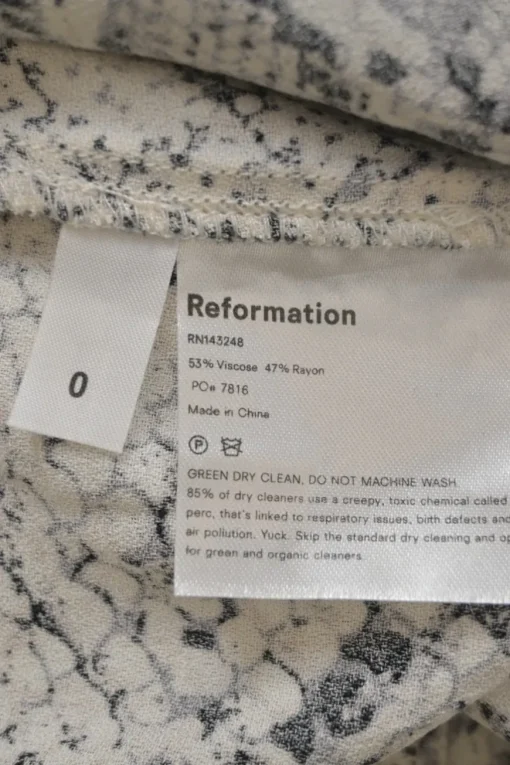 0
Reformation
RN143248
53% Viscose 47% Rayon
PO# 7816
Made in China
P
GREEN DRY CLEAN, DO NOT MACHINE WASH
85% of dry cleaners use a creepy, toxic chemical called
perc, that's linked to respiratory issues, birth defects and
air pollution. Yuck. Skip the standard dry cleaning and op
for green and organic cleaners.